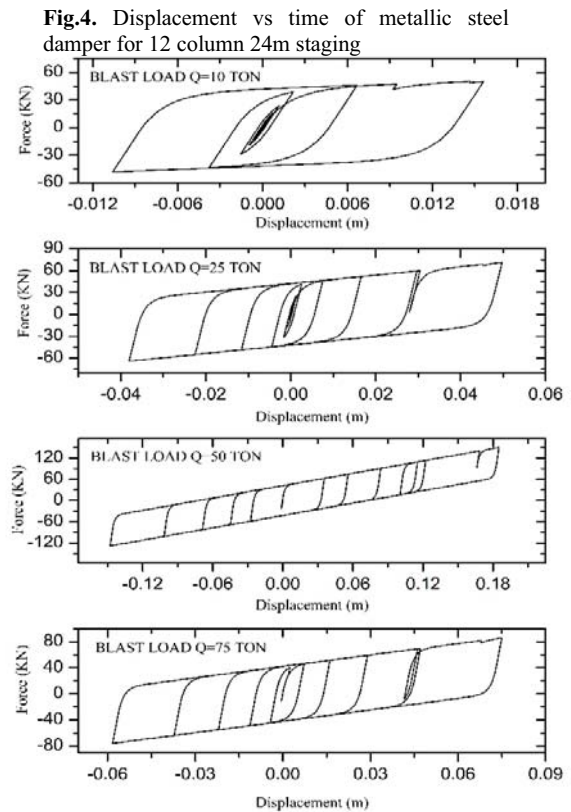 Fig.4. Displacement vs time of metallic steel
damper for 12 column 24m staging
BLAST LOAD Q=10 TON
Force (KN)
60
30
0
-30
-60
-0.012 -0.006 0.000 0.006 0.012 0.018
Displacement (m)
BLAST LOAD Q=25 TON
Force (KN)
90
60
30
0
-30
-60
-0.04 -0.02 0.00 0.02 0.04 0.06
Displacement (m)
BLAST LOAD Q=50 TON
Force (KN)
120
60
0
-60
-120
-0.12 -0.06 0.00 0.06 0.12 0.18
Displacement (m)
BLAST LOAD Q=75 TON
Force (KN)
80
40
0
-40
-80
-0.06 -0.03 0.00 0.03 0.06 0.09
Displacement (m)